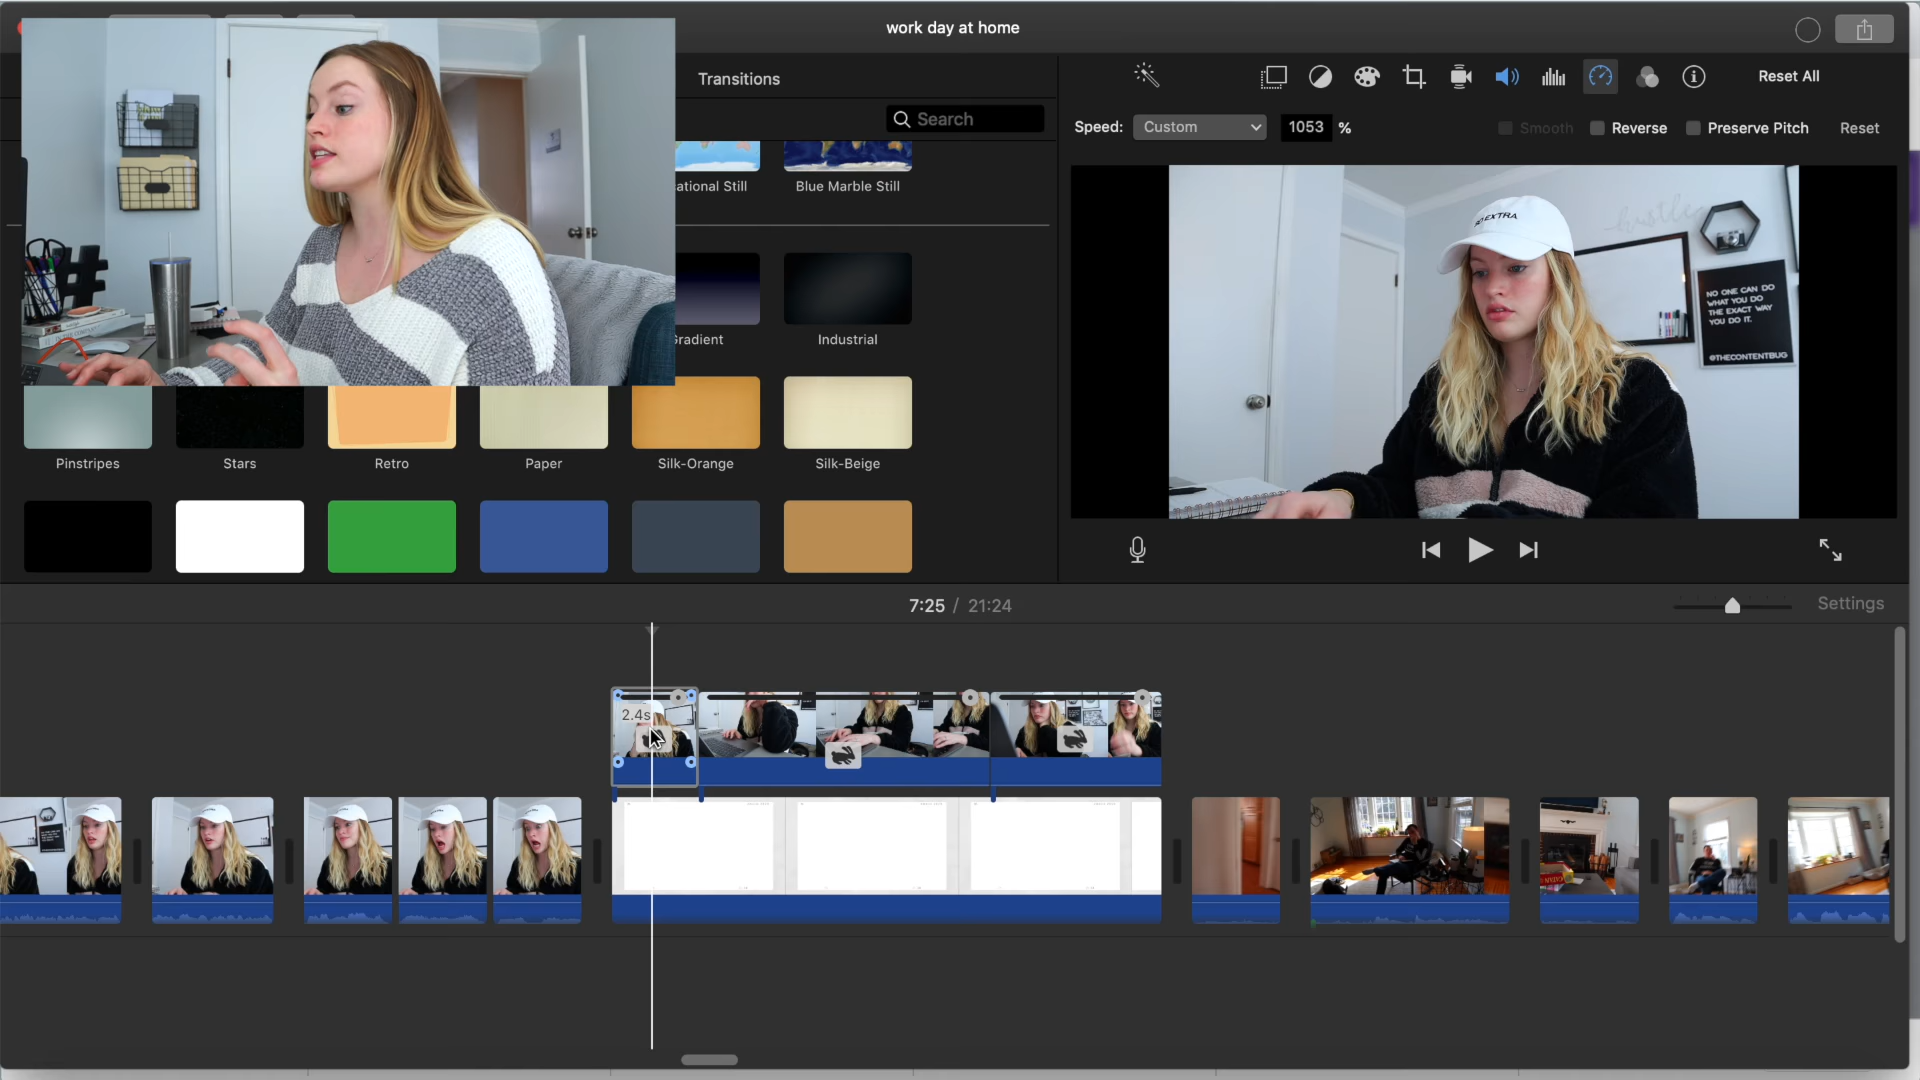 work day at home
Transitions
Reset All
Search
Speed:
Custom
1053 %
Smooth
Reverse
Preserve Pitch
Reset
ational Still
Blue Marble Still
Gradient
Industrial
Pinstripes
Stars
Retro
Paper
Silk-Orange
Silk-Beige
EXTRA
hustle
NO ONE CAN DO
WHAT YOU DO
THE EXACT WAY
YOU DO IT.
@THECONTENTBUG
7:25 / 21:24
Settings
2.4s